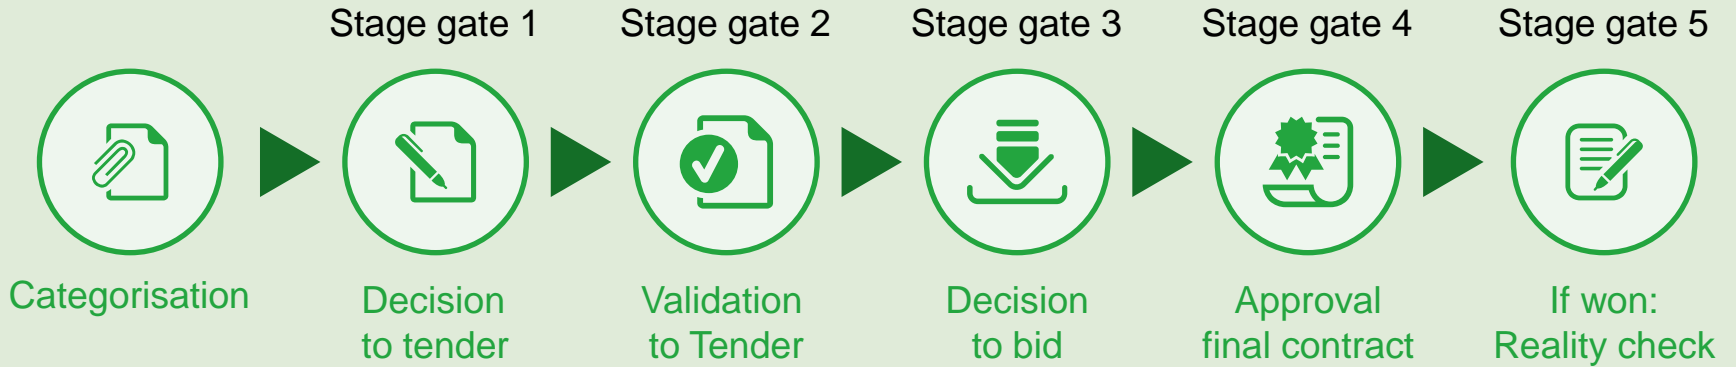 Stage gate 1
Stage gate 2
Stage gate 3
Stage gate 4
Stage gate 5
Categorisation
Decision
to tender
Validation
to Tender
Decision
to bid
Approval
final contract
If won:
Reality check